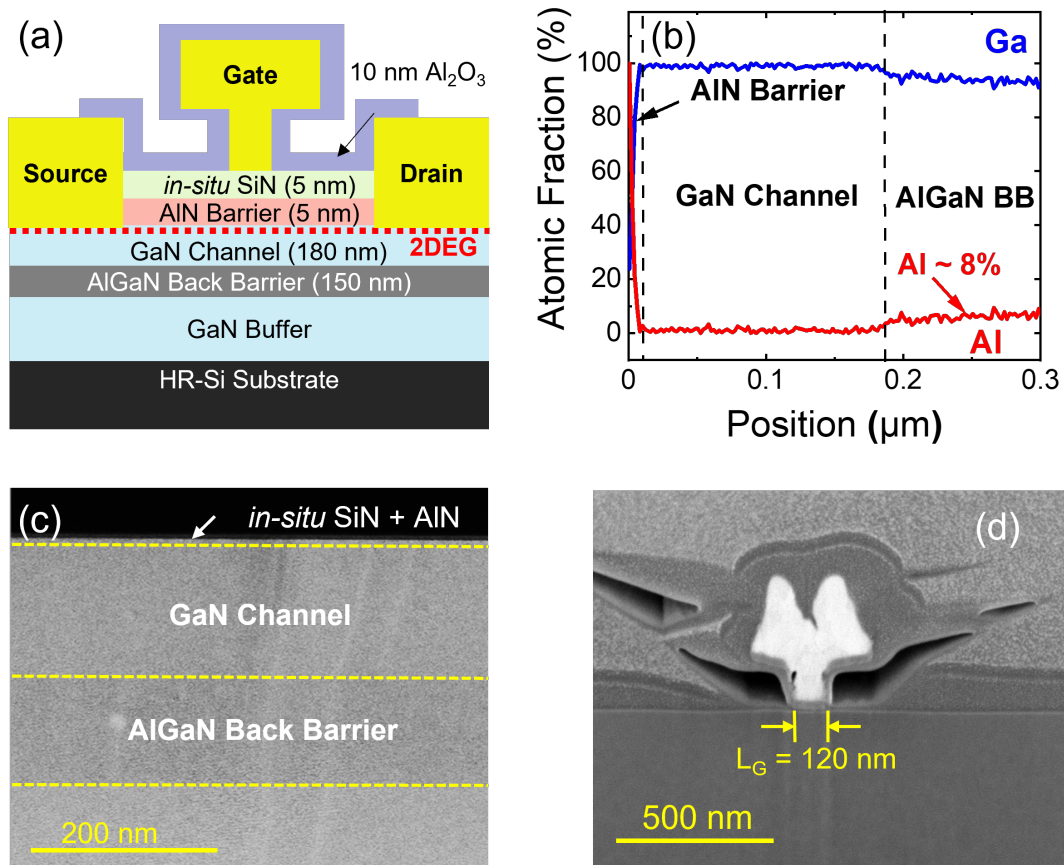 (a)
Gate
10 nm Al₂O₃
Source
Drain
in-situ SiN (5 nm)
AlN Barrier (5 nm)
2DEG
GaN Channel (180 nm)
AlGaN Back Barrier (150 nm)
GaN Buffer
HR-Si Substrate
(b)
Ga
AlN Barrier
GaN Channel
AlGaN BB
Al ~ 8%
Al
Atomic Fraction (%)
100
80
60
40
20
0
0
0.1
0.2
0.3
Position (μm)
(c)
in-situ SiN + AlN
GaN Channel
AlGaN Back Barrier
200 nm
(d)
L_G = 120 nm
500 nm